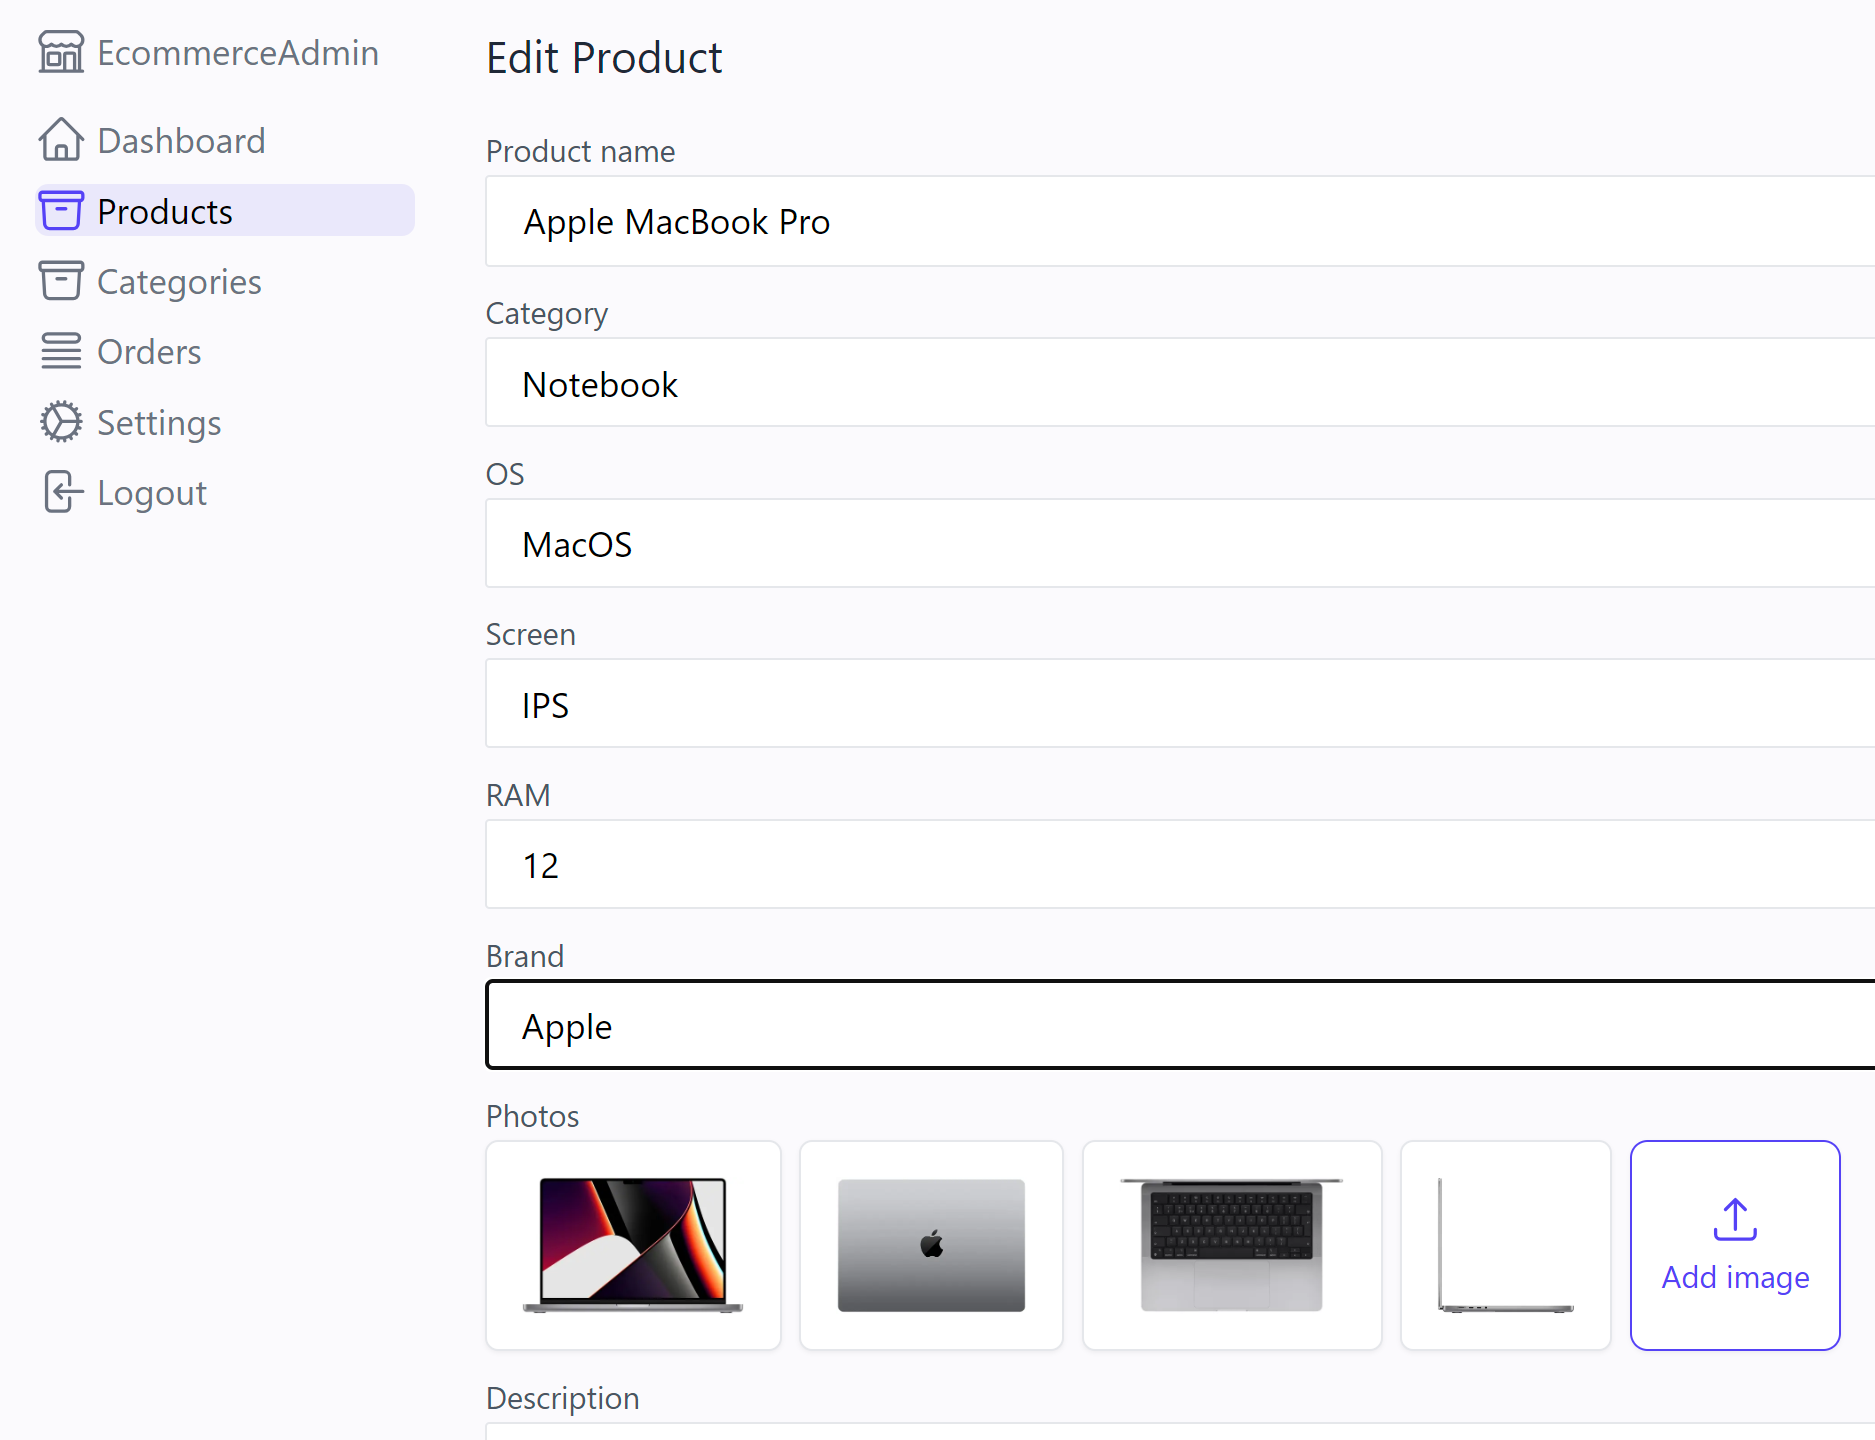 EcommerceAdmin
Dashboard
Products
Categories
Orders
Settings
Logout
Edit Product
Product name
Apple MacBook Pro
Category
Notebook
OS
MacOS
Screen
IPS
RAM
12
Brand
Apple
Photos
Add image
Description